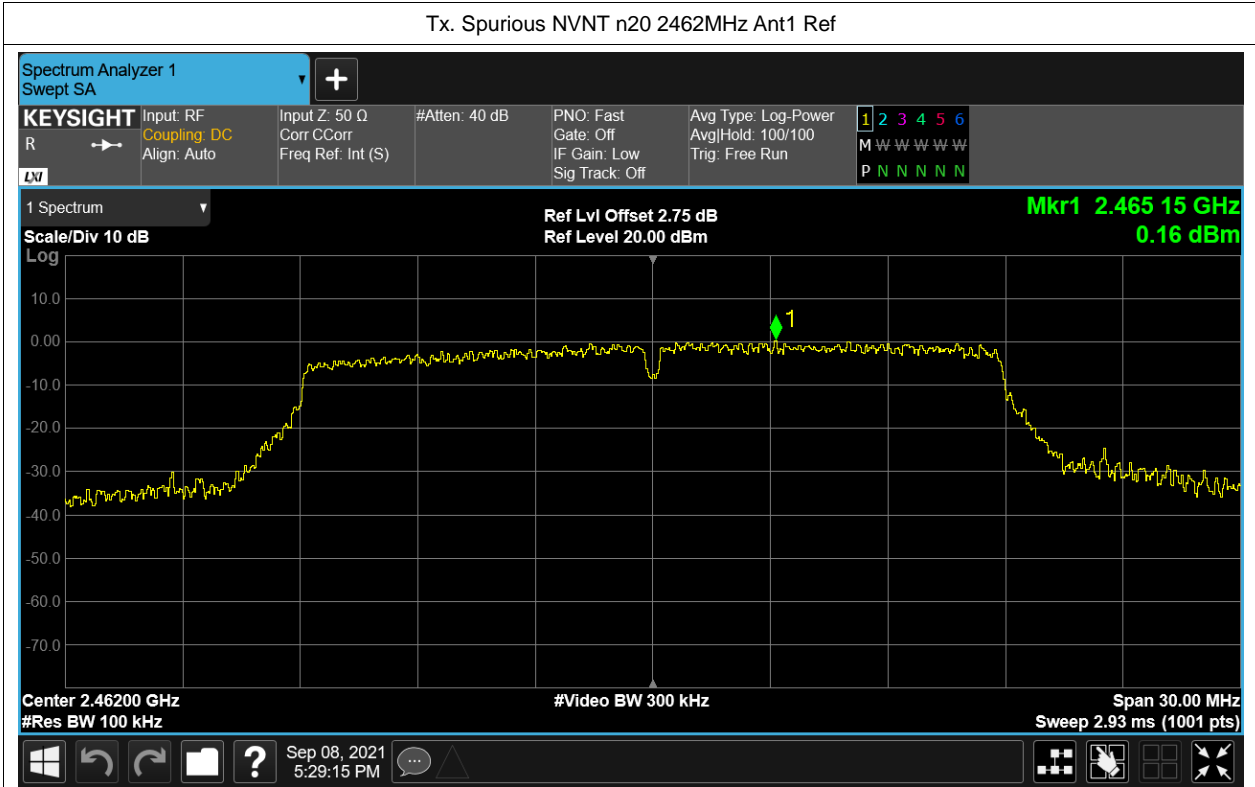 Tx. Spurious NVNT n20 2462MHz Ant1 Ref
Spectrum Analyzer 1
Swept SA
KEYSIGHT
R
LXI
Input: RF
Coupling: DC
Align: Auto
Input Z: 50 Ω
Corr CCorr
Freq Ref: Int (S)
#Atten: 40 dB
PNO: Fast
Gate: Off
IF Gain: Low
Sig Track: Off
Avg Type: Log-Power
Avg|Hold: 100/100
Trig: Free Run
1 2 3 4 5 6
M W W W W W
P N N N N N
1 Spectrum
Scale/Div 10 dB
Log
Ref Lvl Offset 2.75 dB
Ref Level 20.00 dBm
Mkr1 2.465 15 GHz
0.16 dBm
1
10.0
0.00
-10.0
-20.0
-30.0
-40.0
-50.0
-60.0
-70.0
Center 2.46200 GHz
#Video BW 300 kHz
Span 30.00 MHz
#Res BW 100 kHz
Sweep 2.93 ms (1001 pts)
?
Sep 08, 2021
5:29:15 PM